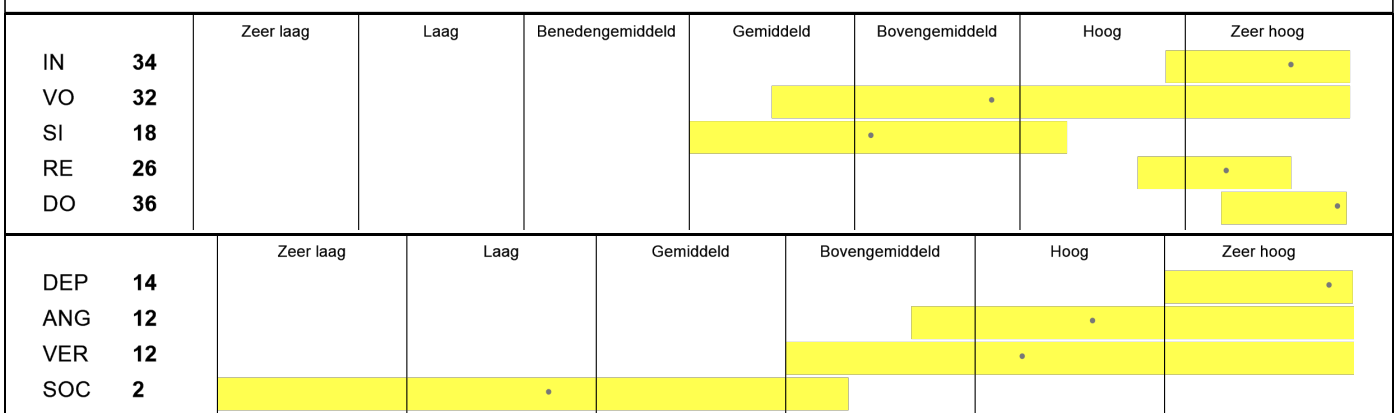 Zeer laag Laag Benedengemiddeld Gemiddeld Bovengemiddeld Hoog Zeer hoog
IN 34
VO 32
SI 18
RE 26
DO 36
Zeer laag Laag Gemiddeld Bovengemiddeld Hoog Zeer hoog
DEP 14
ANG 12
VER 12
SOC 2